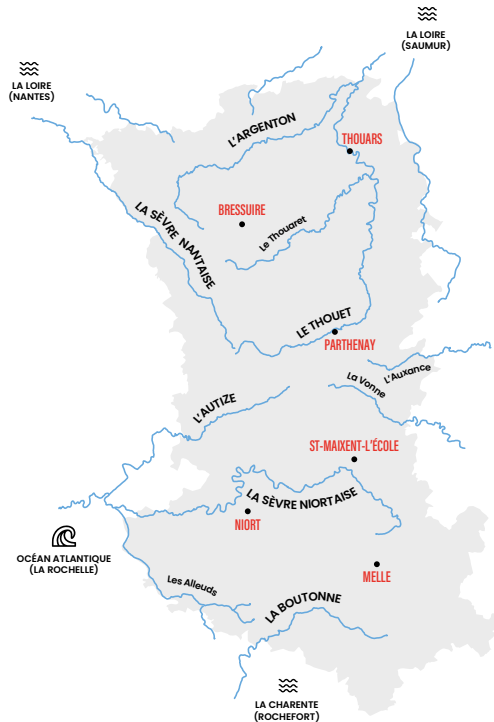 LA LOIRE
(SAUMUR)
LA LOIRE
(NANTES)
L'ARGENTON
THOUARS
LA SÈVRE NANTAISE
BRESSUIRE
Le Thouaret
LE THOUET
PARTHENAY
L'Auxance
La Vonne
L'AUTIZE
ST-MAIXENT-L'ÉCOLE
LA SÈVRE NIORTAISE
NIORT
OCÉAN ATLANTIQUE
(LA ROCHELLE)
MELLE
Les Alleuds
LA BOUTONNE
LA CHARENTE
(ROCHEFORT)